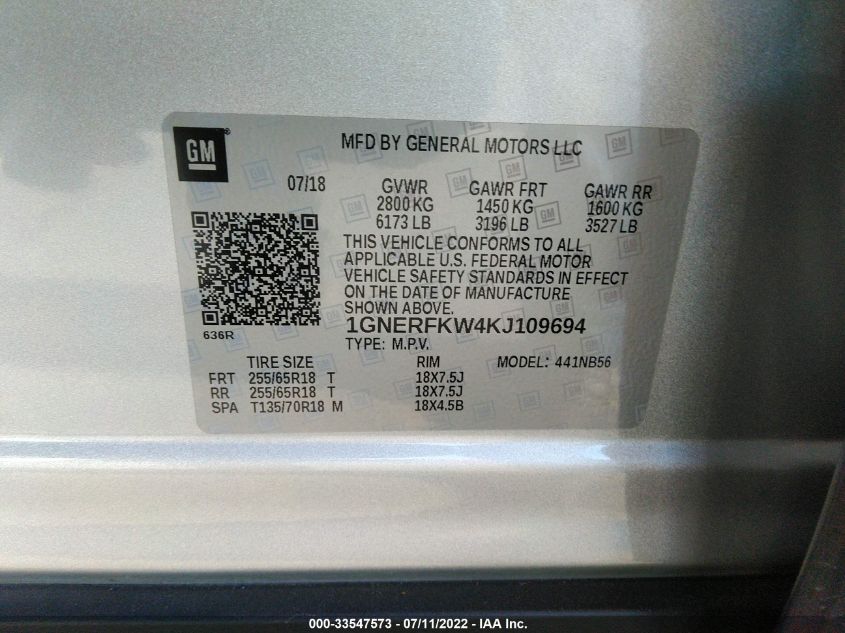 GM
MFD BY GENERAL MOTORS LLC
07/18 GVWR GAWR FRT GAWR RR
2800 KG 1450 KG 1600 KG
6173 LB 3196 LB 3527 LB
THIS VEHICLE CONFORMS TO ALL
APPLICABLE U.S. FEDERAL MOTOR
VEHICLE SAFETY STANDARDS IN EFFECT
ON THE DATE OF MANUFACTURE
SHOWN ABOVE.
636R
1GNERFKW4KJ109694
TYPE: M.P.V.
TIRE SIZE RIM MODEL: 441NB56
FRT 255/65R18 T 18X7.5J
RR 255/65R18 T 18X7.5J
SPA T135/70R18 M 18X4.5B
000-33547573 - 07/11/2022 - IAA Inc.